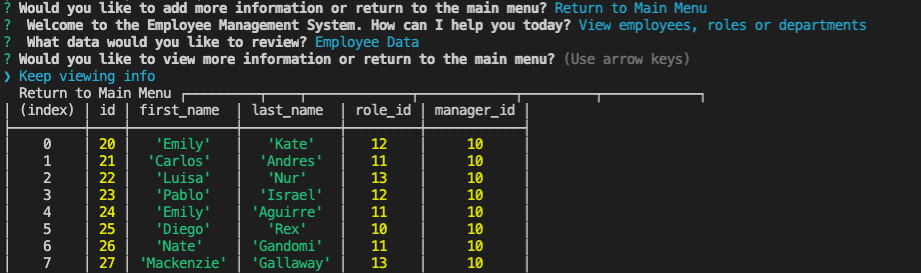 ? Would you like to add more information or return to the main menu? Return to Main Menu
?  Welcome to the Employee Management System. How can I help you today? View employees, roles or departments
?  What data would you like to review? Employee Data
? Would you like to view more information or return to the main menu? (Use arrow keys)
❯ Keep viewing info
Return to Main Menu
(index) | id | first_name | last_name | role_id | manager_id
0 | 20 | 'Emily' | 'Kate' | 12 | 10
1 | 21 | 'Carlos' | 'Andres' | 11 | 10
2 | 22 | 'Luisa' | 'Nur' | 13 | 10
3 | 23 | 'Pablo' | 'Israel' | 12 | 10
4 | 24 | 'Emily' | 'Aguirre' | 11 | 10
5 | 25 | 'Diego' | 'Rex' | 10 | 10
6 | 26 | 'Nate' | 'Gandomi' | 11 | 10
7 | 27 | 'Mackenzie' | 'Gallaway' | 13 | 10